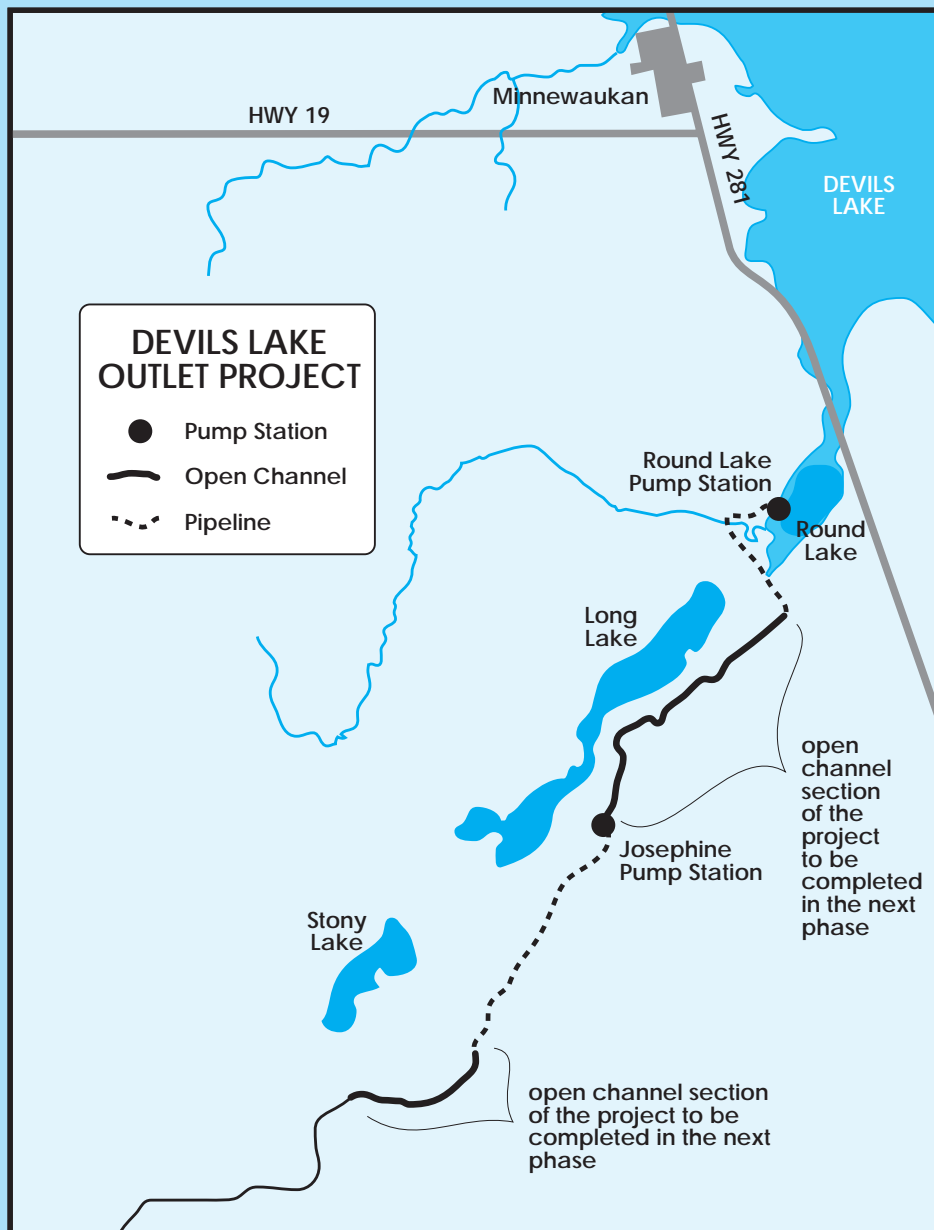 Minnewaukan
HWY 19
HWY 281
DEVILS
LAKE
DEVILS LAKE
OUTLET PROJECT
Pump Station
Open Channel
Pipeline
Round Lake
Pump Station
Round
Lake
Long
Lake
open
channel
section
of the
project
to be
completed
in the next
phase
Josephine
Pump Station
Stony
Lake
open channel section
of the project to be
completed in the next
phase